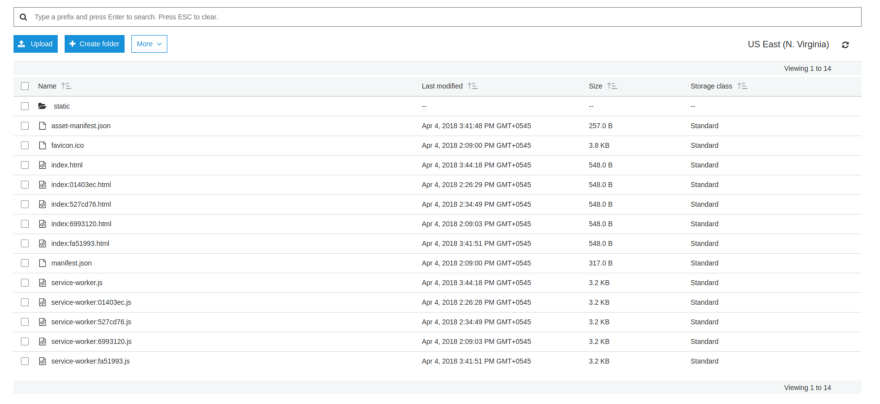 Type a prefix and press Enter to search. Press ESC to clear.
Upload Create folder More US East (N. Virginia)
Viewing 1 to 14
Name Last modified Size Storage class
static -- -- --
asset-manifest.json Apr 4, 2018 3:41:48 PM GMT+0545 257.0 B Standard
favicon.ico Apr 4, 2018 2:09:00 PM GMT+0545 3.8 KB Standard
index.html Apr 4, 2018 3:44:18 PM GMT+0545 548.0 B Standard
index:01403ec.html Apr 4, 2018 2:26:29 PM GMT+0545 548.0 B Standard
index:527cd76.html Apr 4, 2018 2:34:49 PM GMT+0545 548.0 B Standard
index:6993120.html Apr 4, 2018 2:09:03 PM GMT+0545 548.0 B Standard
index:fa51993.html Apr 4, 2018 3:41:51 PM GMT+0545 548.0 B Standard
manifest.json Apr 4, 2018 2:09:00 PM GMT+0545 317.0 B Standard
service-worker.js Apr 4, 2018 3:44:18 PM GMT+0545 3.2 KB Standard
service-worker:01403ec.js Apr 4, 2018 2:26:28 PM GMT+0545 3.2 KB Standard
service-worker:527cd76.js Apr 4, 2018 2:34:49 PM GMT+0545 3.2 KB Standard
service-worker:6993120.js Apr 4, 2018 2:09:03 PM GMT+0545 3.2 KB Standard
service-worker:fa51993.js Apr 4, 2018 3:41:51 PM GMT+0545 3.2 KB Standard
Viewing 1 to 14